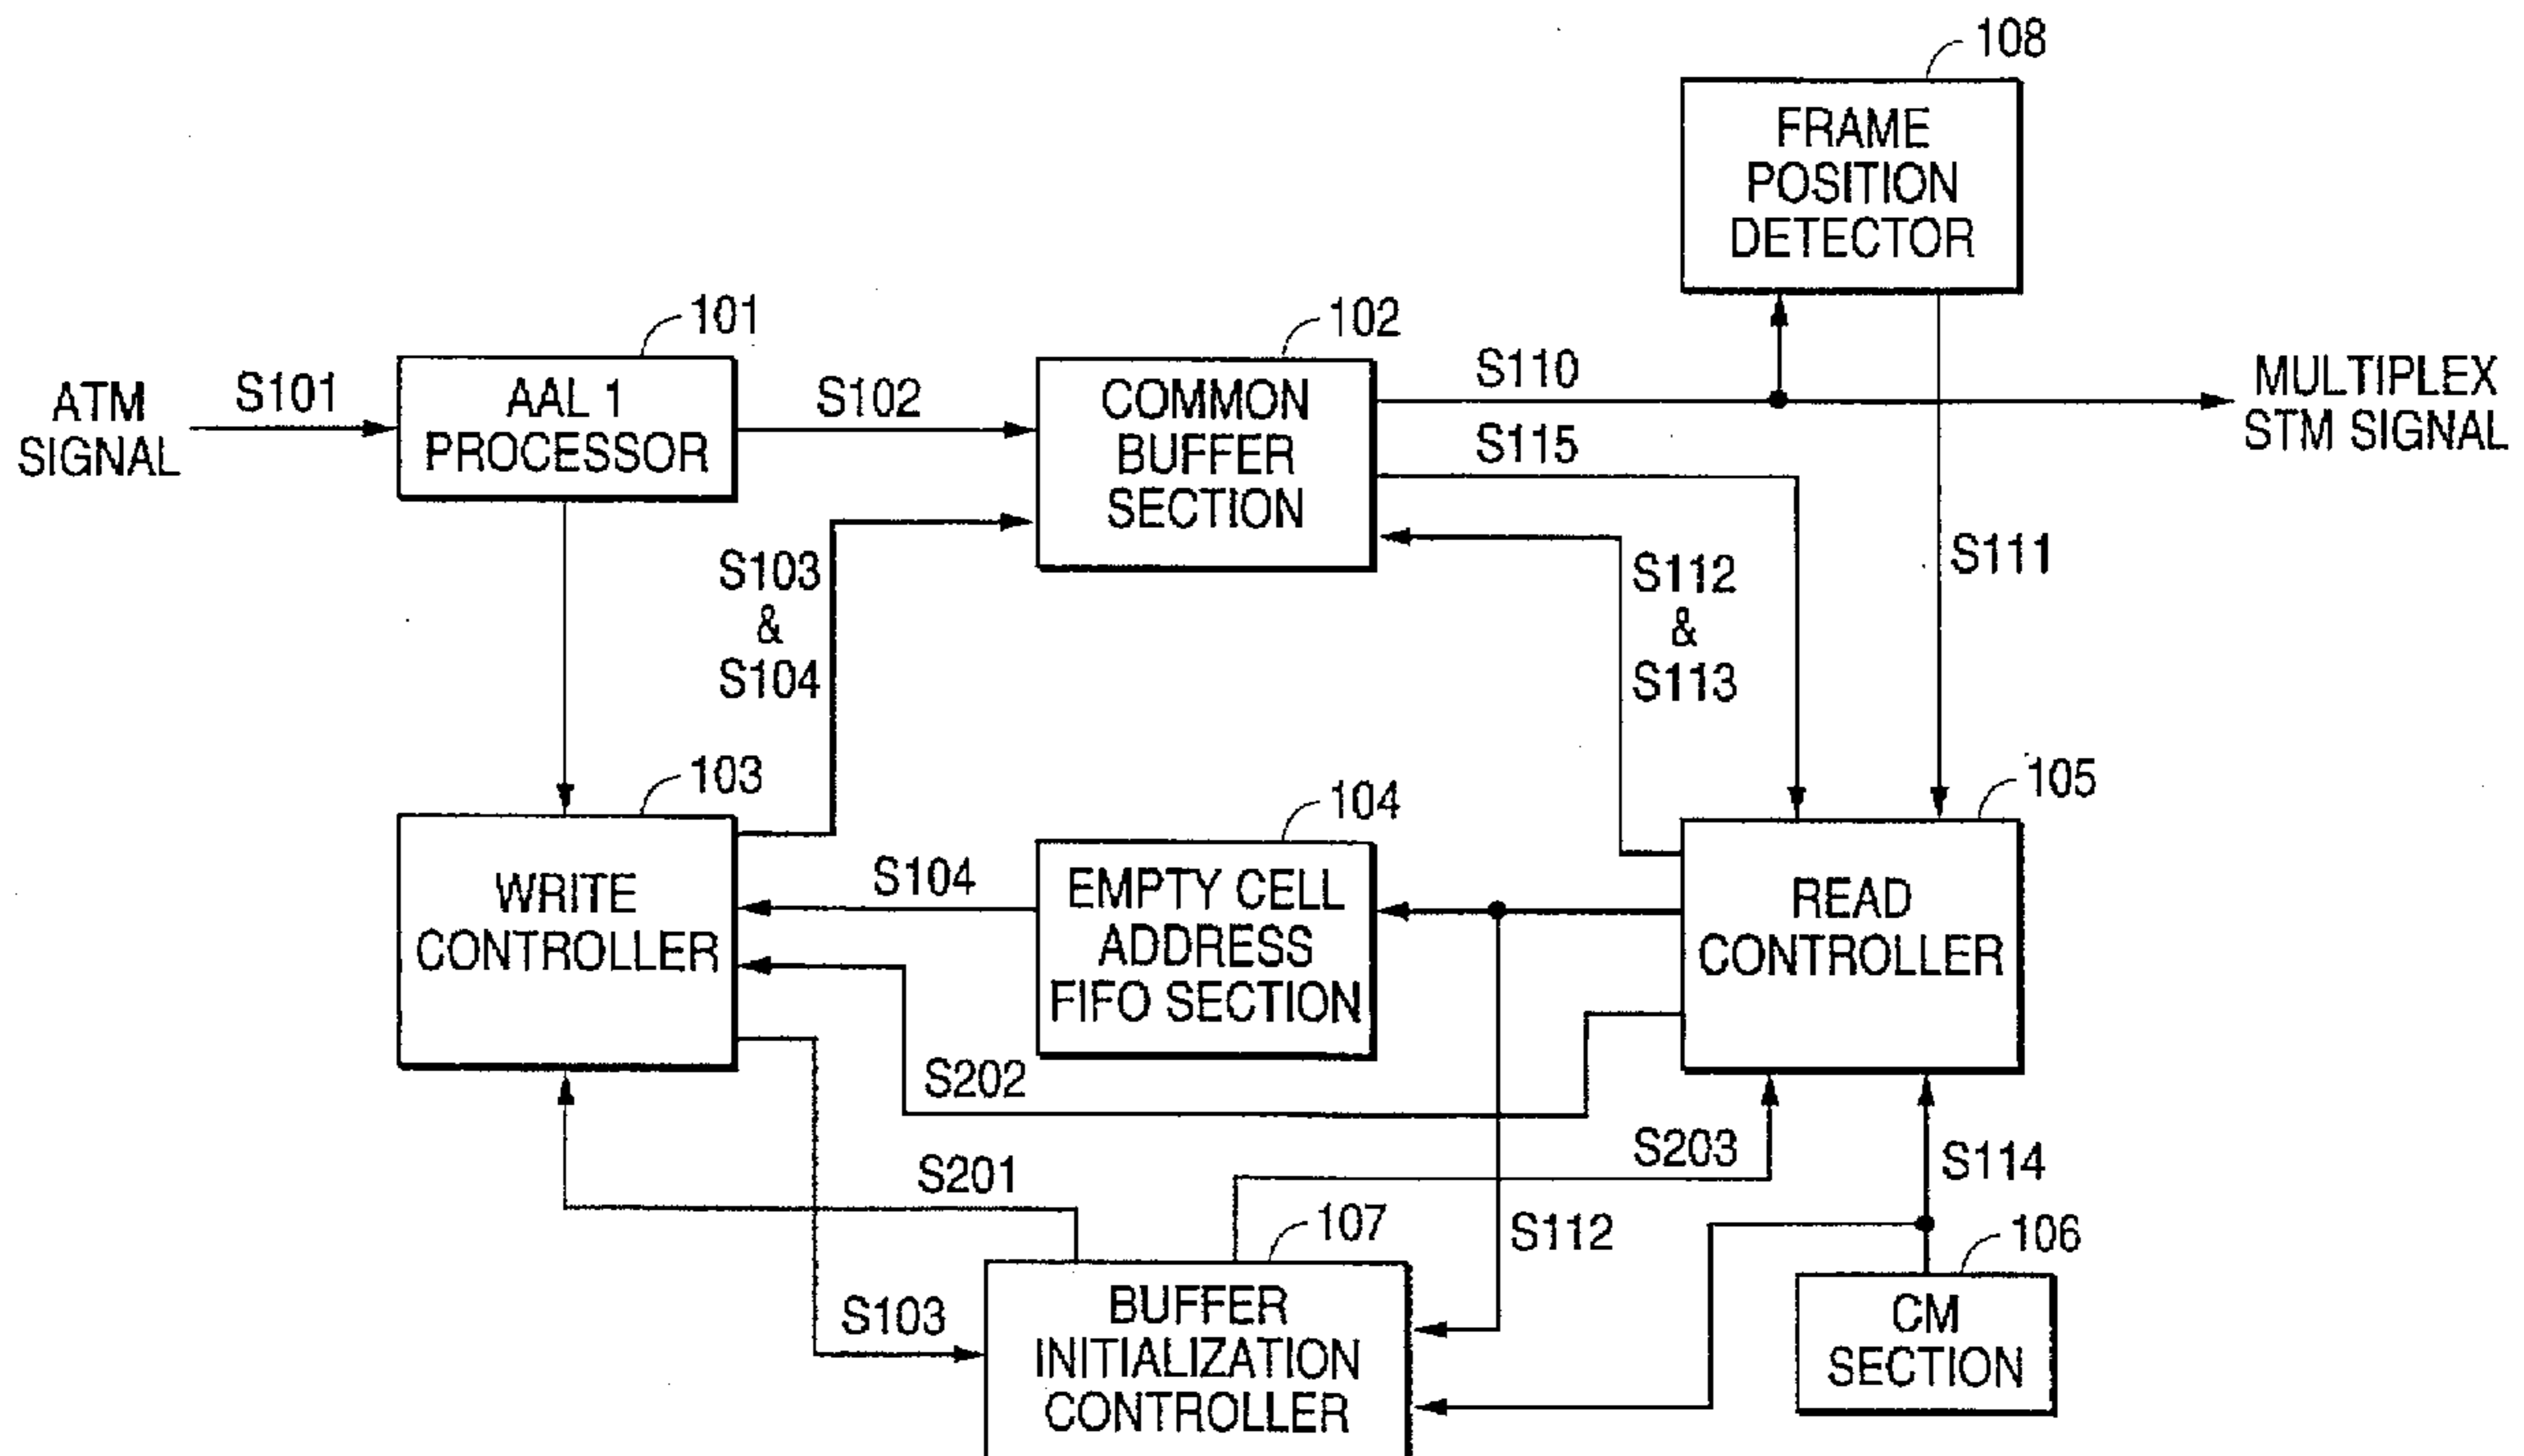 108
FRAME
POSITION
DETECTOR
101
102
ATM
SIGNAL
S101
AAL 1
PROCESSOR
S102
COMMON
BUFFER
SECTION
S110
S115
MULTIPLEX
STM SIGNAL
S103
&
S104
S112
&
S113
S111
103
104
105
WRITE
CONTROLLER
S104
EMPTY CELL
ADDRESS
FIFO SECTION
READ
CONTROLLER
S202
S201
S203
S114
107
S112
106
S103
BUFFER
INITIALIZATION
CONTROLLER
CM
SECTION